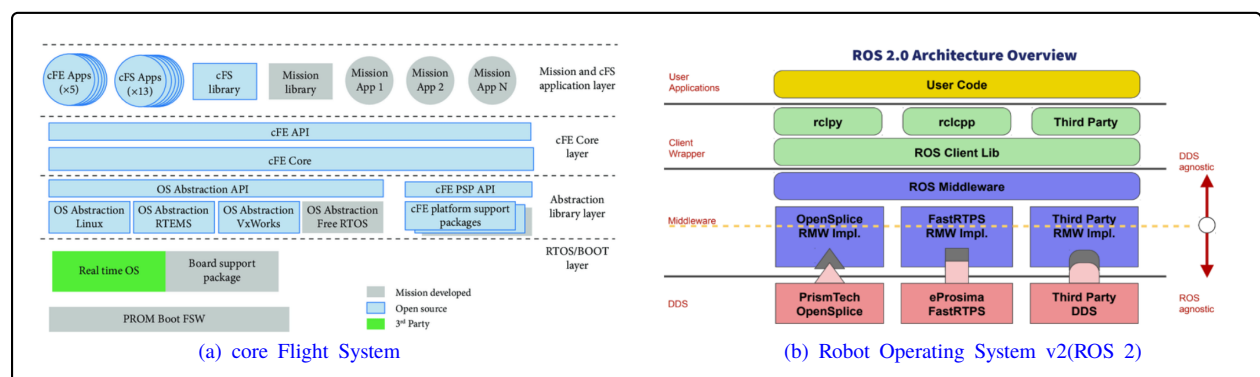 cFE Apps
(×5)
cFS Apps
(×13)
cFS
library
Mission
library
Mission
App 1
Mission
App 2
Mission
App N
Mission and cFS
application layer
cFE API
cFE Core
cFE Core
layer
OS Abstraction API
cFE PSP API
OS Abstraction
Linux
OS Abstraction
RTEMS
OS Abstraction
VxWorks
OS Abstraction
Free RTOS
cFE platform support
packages
Abstraction
library layer
RTOS/BOOT
layer
Real time OS
Board support
package
PROM Boot FSW
Mission developed
Open source
3rd Party
(a) core Flight System
ROS 2.0 Architecture Overview
User
Applications
User Code
rclpy
rclcpp
Third Party
Client
Wrapper
ROS Client Lib
DDS
agnostic
ROS Middleware
Middleware
OpenSplice
RMW Impl.
FastRTPS
RMW Impl.
Third Party
RMW Impl.
DDS
PrismTech
OpenSplice
eProsima
FastRTPS
Third Party
DDS
ROS
agnostic
(b) Robot Operating System v2(ROS 2)